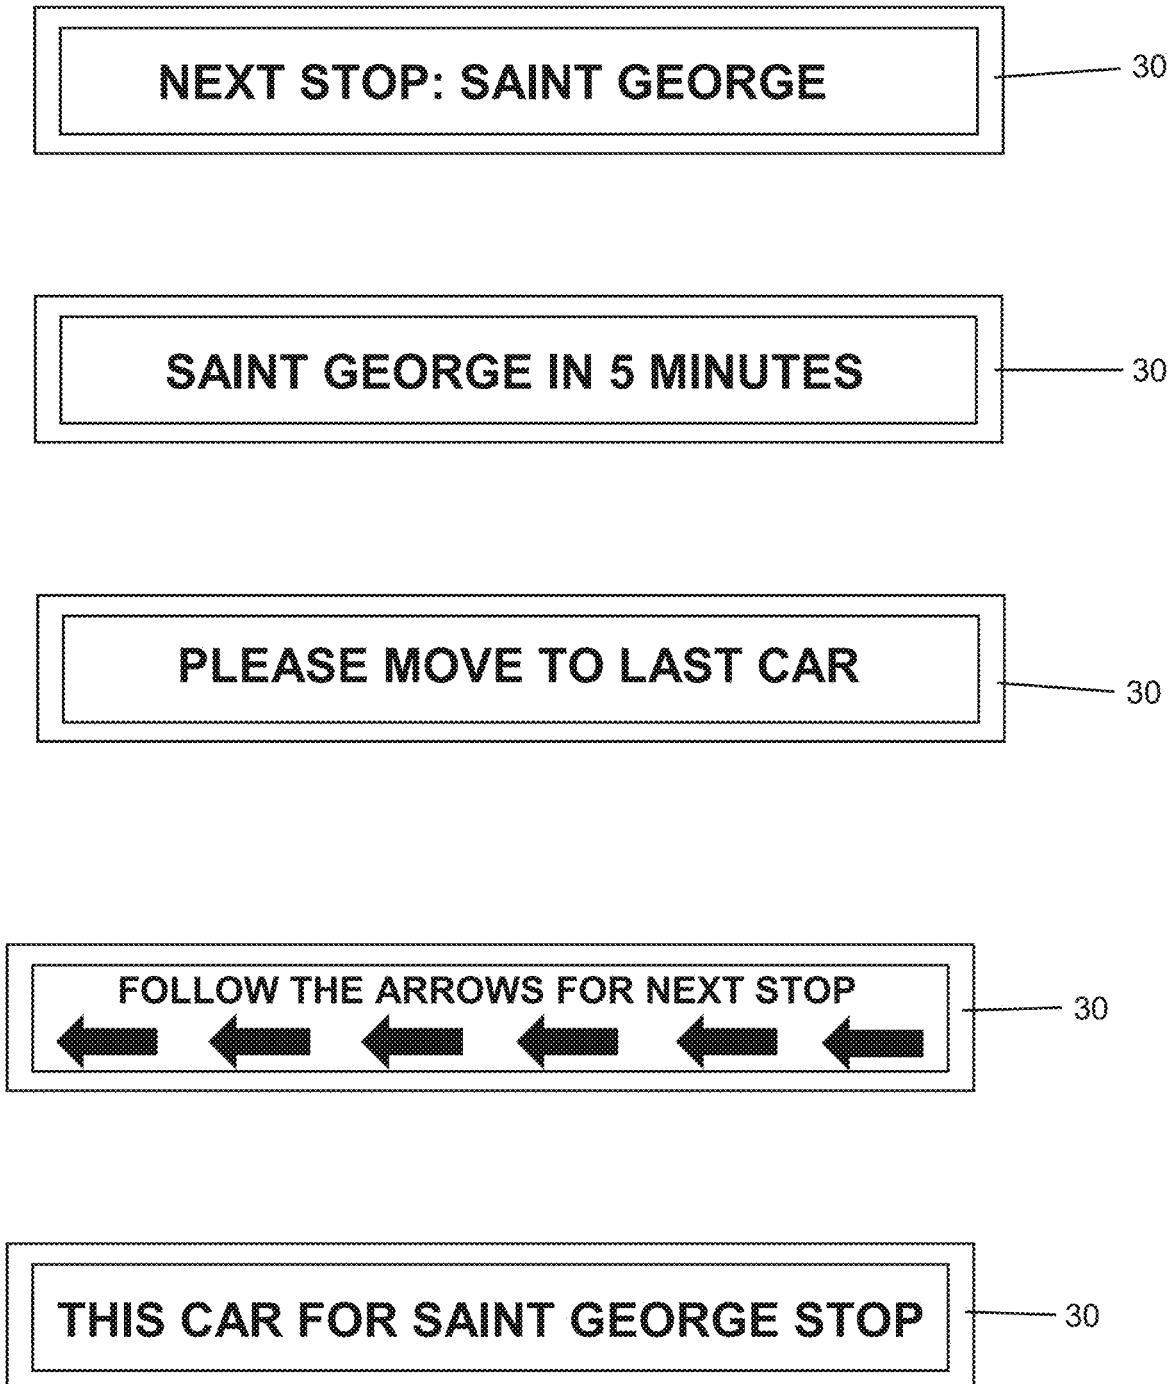 NEXT STOP: SAINT GEORGE
30
SAINT GEORGE IN 5 MINUTES
30
PLEASE MOVE TO LAST CAR
30
FOLLOW THE ARROWS FOR NEXT STOP
30
THIS CAR FOR SAINT GEORGE STOP
30